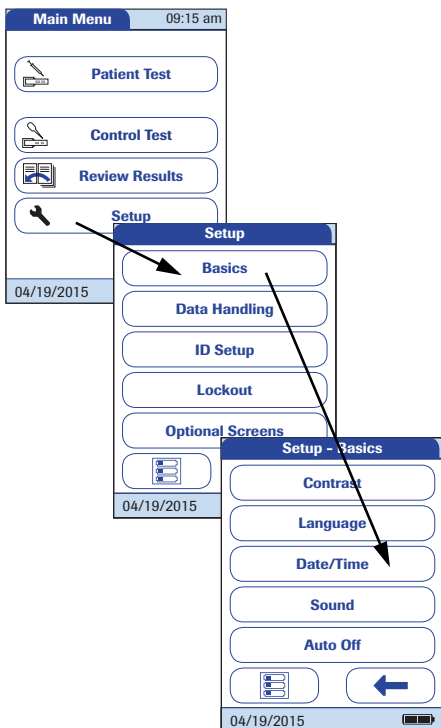 Main Menu 09:15 am
Patient Test
Control Test
Review Results
Setup
04/19/2015
Setup
Basics
Data Handling
ID Setup
Lockout
Optional Screens
04/19/2015
Setup - Basics
Contrast
Language
Date/Time
Sound
Auto Off
04/19/2015